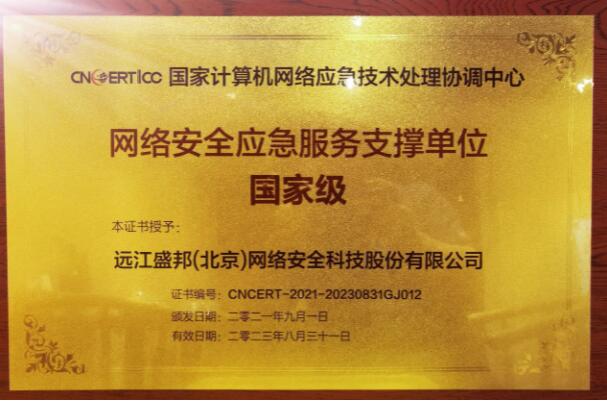 CNCERT/CC 国家计算机网络应急技术处理协调中心
网络安全应急服务支撑单位
国家级
本证书授予：
远江盛邦(北京)网络安全科技股份有限公司
证书编号：CNCERT-2021-20230831GJ012
颁发日期：二零二一年九月一日
有效日期：二零二三年八月三十一日